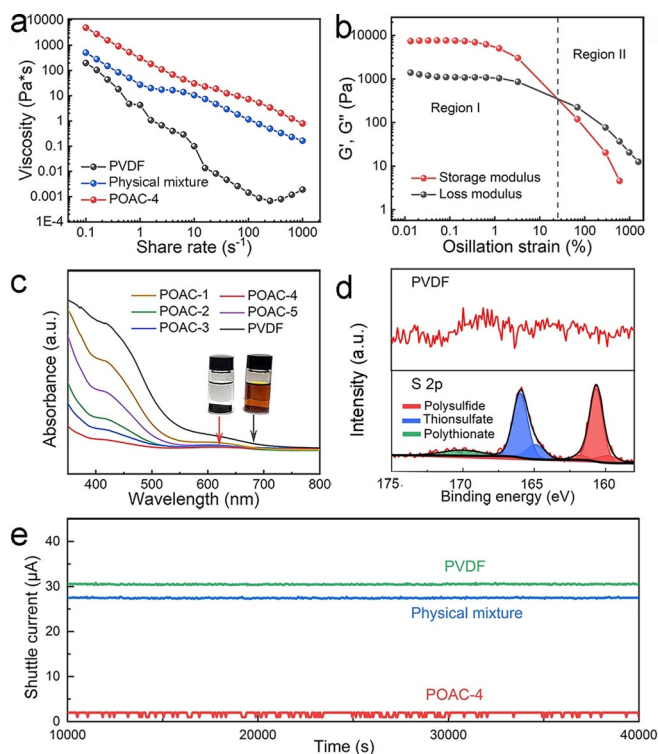 a
10000
1000
100
10
1
0.1
0.01
0.001
1E-4
Viscosity (Pa*s)
PVDF
Physical mixture
POAC-4
0.1
1
10
100
1000
Share rate (s⁻¹)
b
10000
1000
100
10
1
G', G'' (Pa)
Region I
Region II
Storage modulus
Loss modulus
0.01
0.1
1
10
100
1000
Osillation strain (%)
c
Absorbance (a.u.)
POAC-1
POAC-4
POAC-2
POAC-5
POAC-3
PVDF
400
500
600
700
800
Wavelength (nm)
d
PVDF
Intensity (a.u.)
S 2p
Polysulfide
Thionsulfate
Polythionate
175
170
165
160
Binding energy (eV)
e
Shuttle current (μA)
45
30
15
0
PVDF
Physical mixture
POAC-4
10000
20000
30000
40000
Time (s)